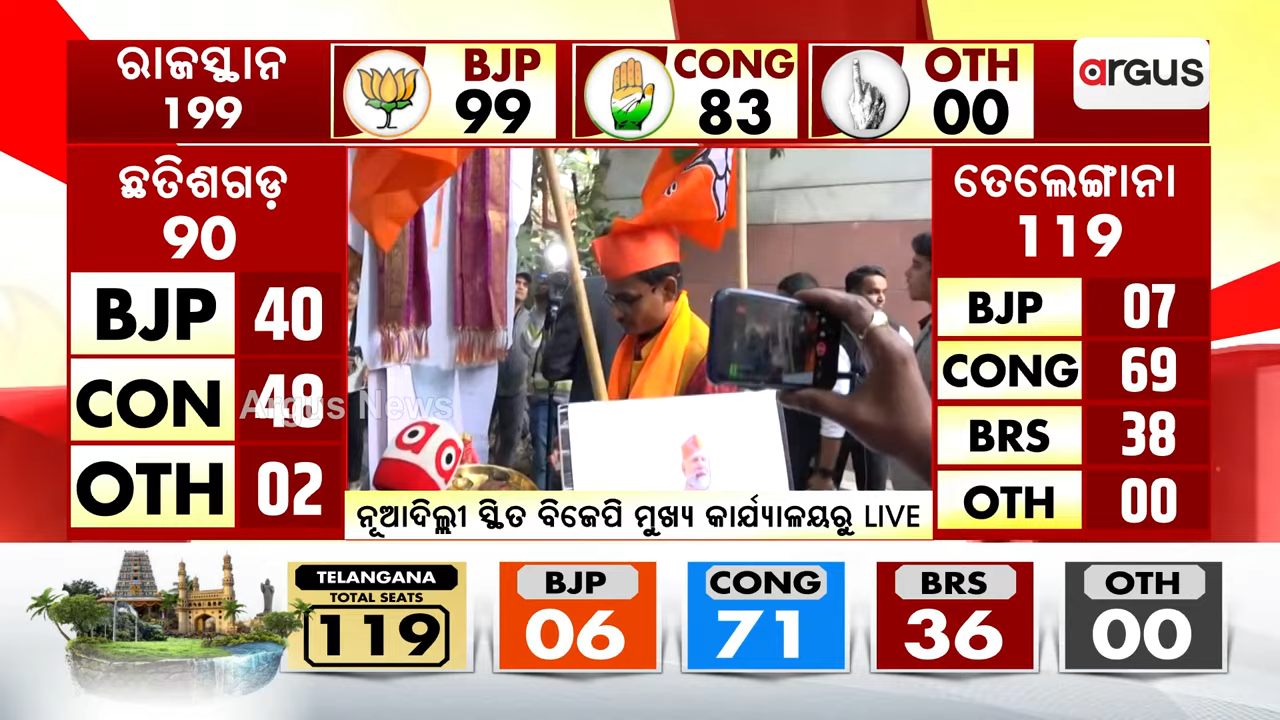 ରାଜସ୍ଥାନ
199
BJP
99
CONG
83
OTH
00
argus
ଛତିଶଗଡ଼
90
BJP 40
CON 48
OTH 02
Argus News
ତେଲେଙ୍ଗାନା
119
BJP 07
CONG 69
BRS 38
OTH 00
ନୂଆଦିଲ୍ଲୀ ସ୍ଥିତ ବିଜେପି ମୁଖ୍ୟ କାର୍ଯ୍ୟାଳୟରୁ LIVE
TELANGANA
TOTAL SEATS
119
BJP
06
CONG
71
BRS
36
OTH
00